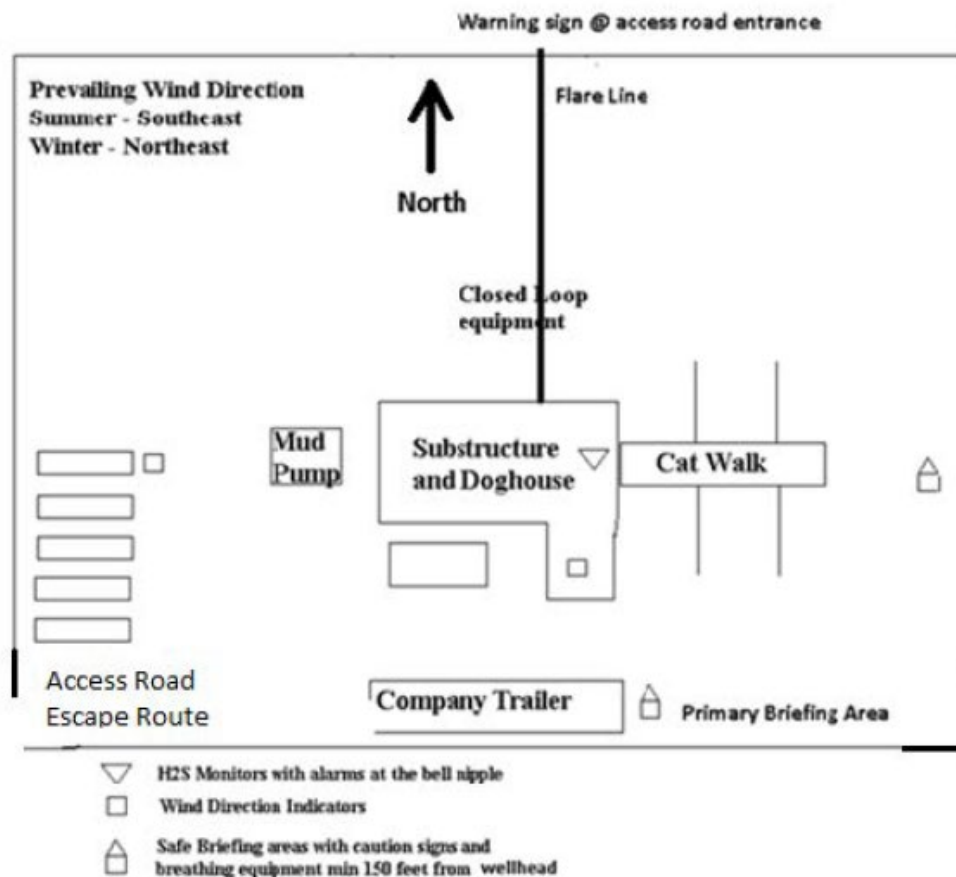 Warning sign @ access road entrance
Prevailing Wind Direction
Summer - Southeast
Winter - Northeast
Flare Line
North
Closed Loop
equipment
Mud
Pump
Substructure
and Doghouse
Cat Walk
Access Road
Escape Route
Company Trailer
Primary Briefing Area
H2S Monitors with alarms at the bell nipple
Wind Direction Indicators
Safe Briefing areas with caution signs and
breathing equipment min 150 feet from wellhead